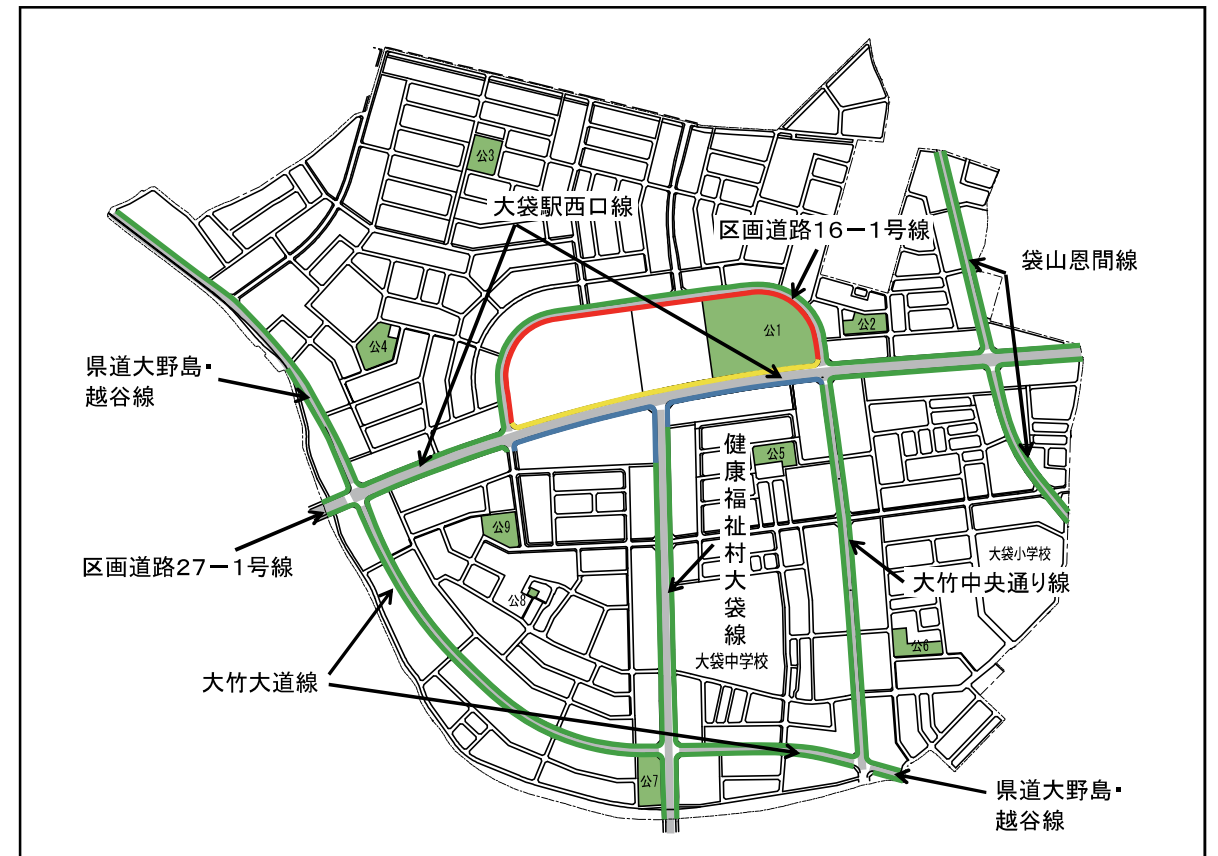 公3
大袋駅西口線
区画道路16-1号線
袋山恩間線
公2
公1
公4
県道大野島・
越谷線
健康福祉村大袋線
公5
公9
区画道路27-1号線
大袋小学校
大竹中央通り線
公8
公6
大袋中学校
大竹大道線
公7
県道大野島・
越谷線